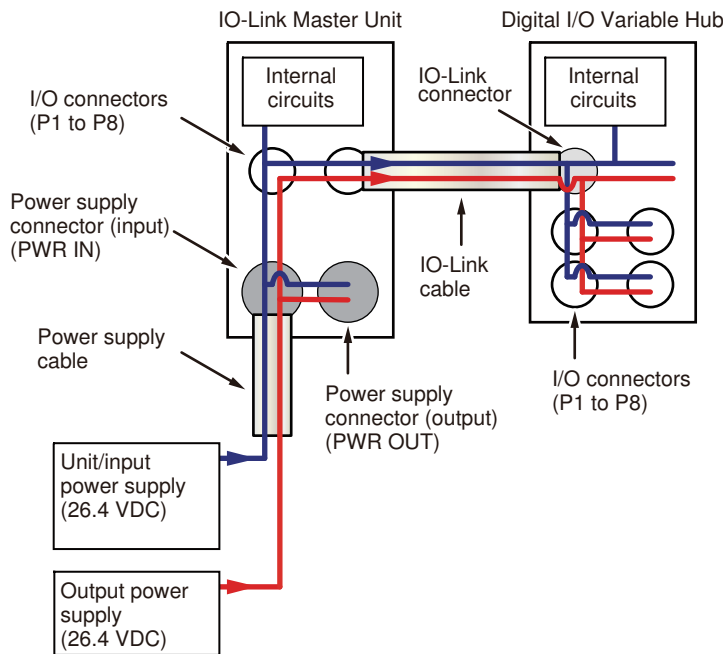 IO-Link Master Unit
Digital I/O Variable Hub
Internal
circuits
IO-Link
connector
Internal
circuits
I/O connectors
(P1 to P8)
Power supply
connector (input)
(PWR IN)
IO-Link
cable
Power supply
cable
Power supply
connector (output)
(PWR OUT)
I/O connectors
(P1 to P8)
Unit/input
power supply
(26.4 VDC)
Output power
supply
(26.4 VDC)